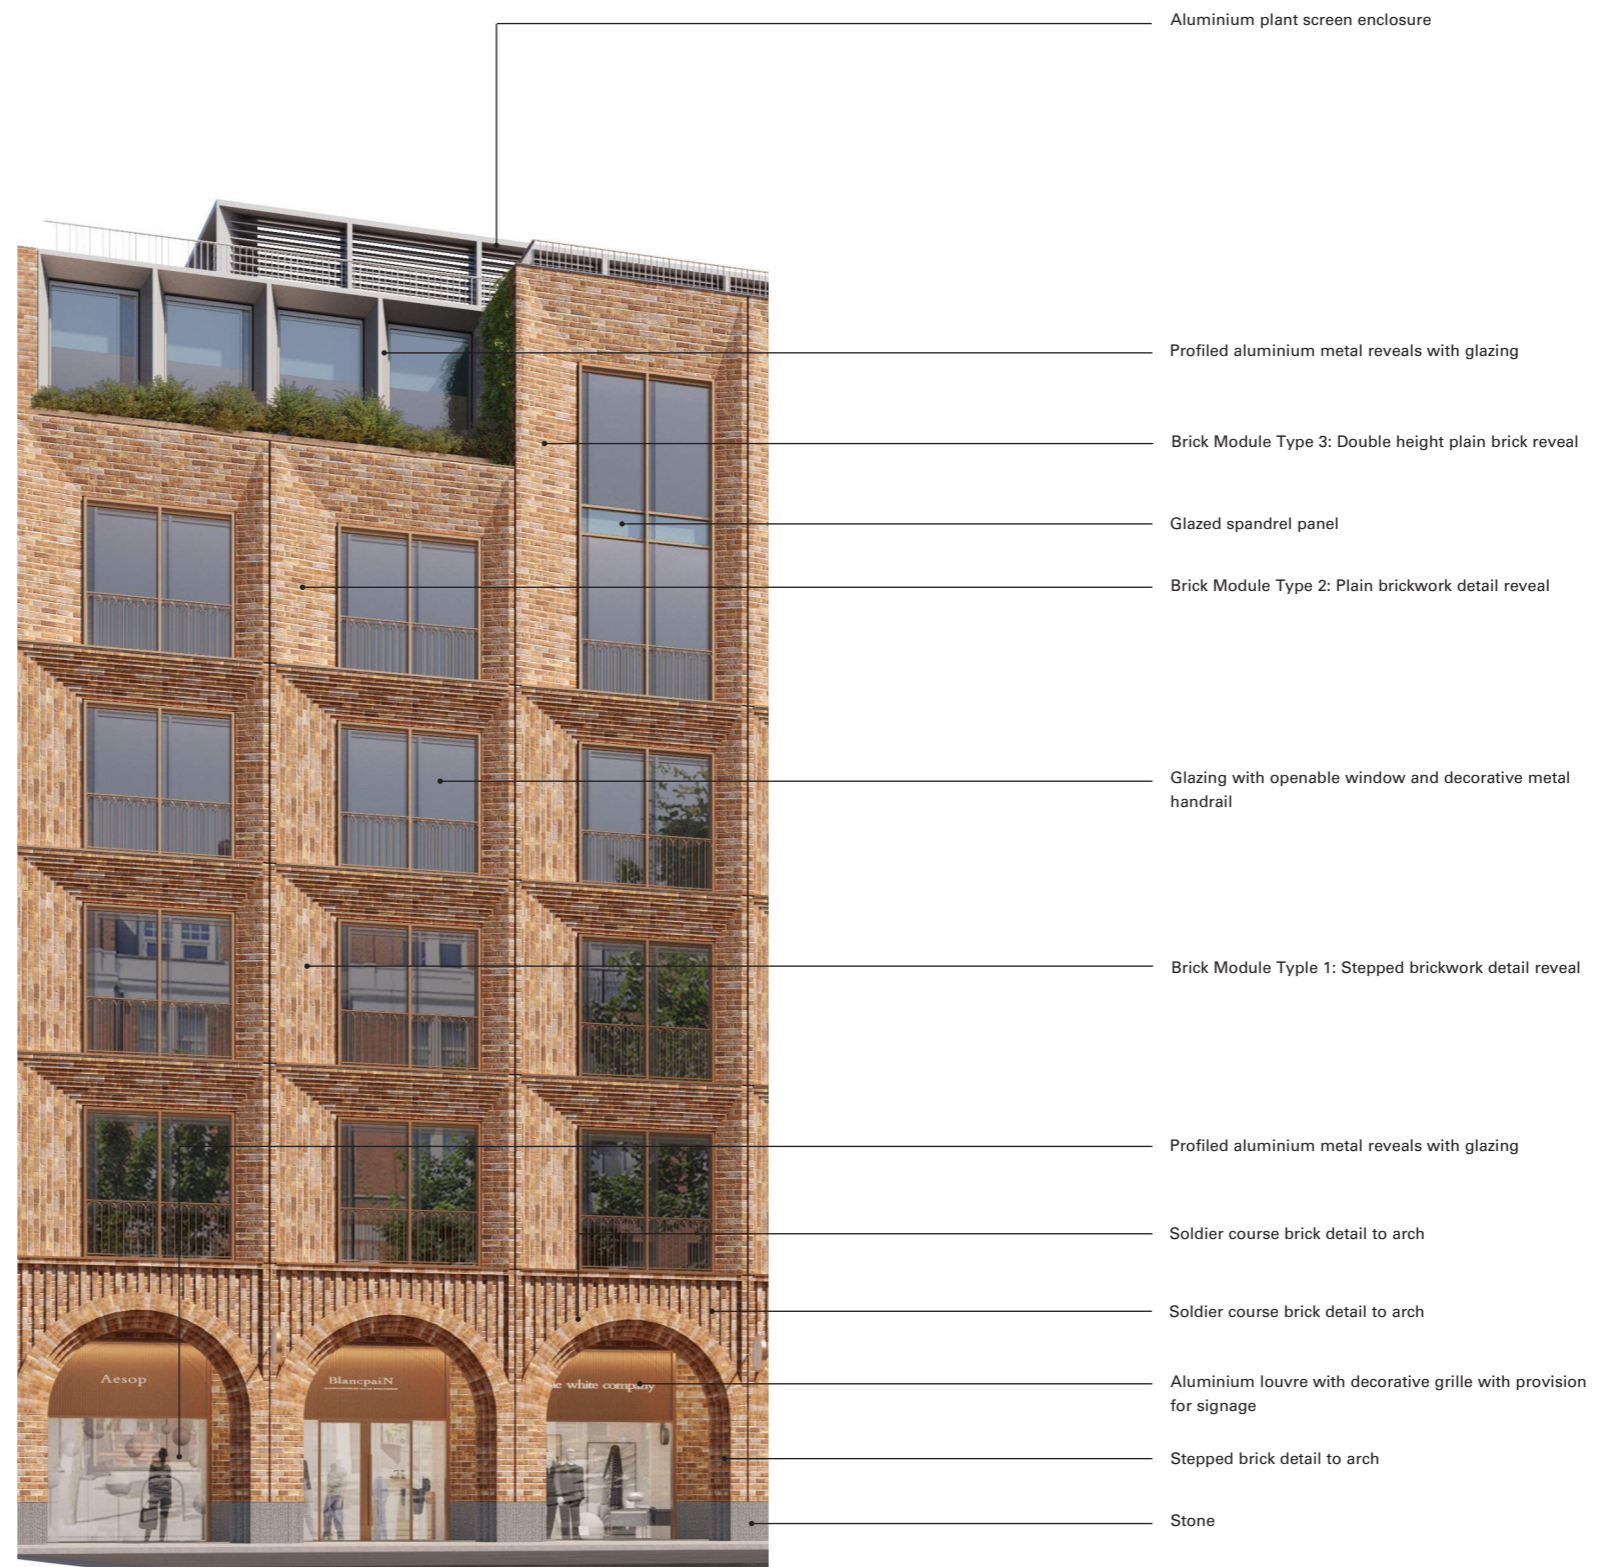 Aluminium plant screen enclosure
Profiled aluminium metal reveals with glazing
Brick Module Type 3: Double height plain brick reveal
Glazed spandrel panel
Brick Module Type 2: Plain brickwork detail reveal
Glazing with openable window and decorative metal
handrail
Brick Module Typle 1: Stepped brickwork detail reveal
Profiled aluminium metal reveals with glazing
Soldier course brick detail to arch
Soldier course brick detail to arch
Aesop
BlancpaiN
white company
Aluminium louvre with decorative grille with provision
for signage
Stepped brick detail to arch
Stone